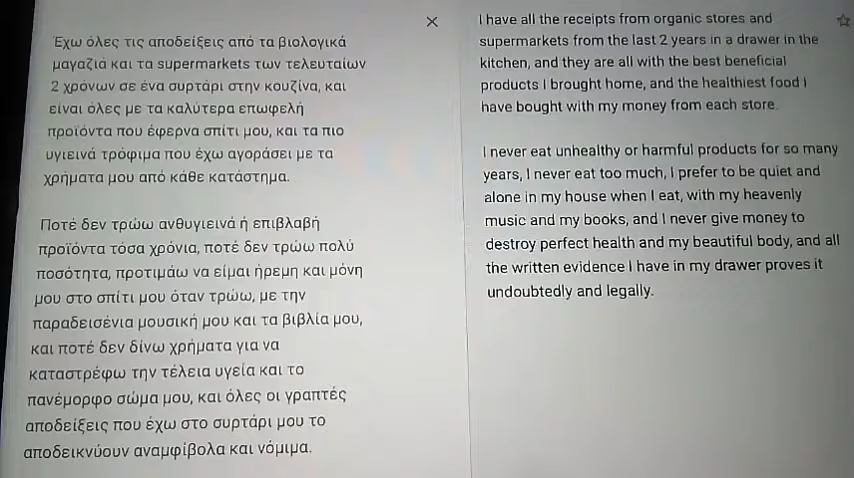 Έχω όλες τις αποδείξεις από τα βιολογικά
μαγαζιά και τα supermarkets των τελευταίων
2 χρόνων σε ένα συρτάρι στην κουζίνα, και
είναι όλες με τα καλύτερα επωφελή
προϊόντα που έφερνα σπίτι μου, και τα πιο
υγιεινά τρόφιμα που έχω αγοράσει με τα
χρήματα μου από κάθε κατάστημα.
Ποτέ δεν τρώω ανθυγιεινά ή επιβλαβή
προϊόντα τόσα χρόνια, ποτέ δεν τρώω πολύ
ποσότητα, προτιμάω να είμαι ήρεμη και μόνη
μου στο σπίτι μου όταν τρώω, με την
παραδεισένια μουσική μου και τα βιβλία μου,
και ποτέ δεν δίνω χρήματα για να
καταστρέφω την τέλεια υγεία και το
πανέμορφο σώμα μου, και όλες οι γραπτές
αποδείξεις που έχω στο συρτάρι μου το
αποδεικνύουν αναμφίβολα και νόμιμα.
I have all the receipts from organic stores and
supermarkets from the last 2 years in a drawer in the
kitchen, and they are all with the best beneficial
products I brought home, and the healthiest food I
have bought with my money from each store.
I never eat unhealthy or harmful products for so many
years, I never eat too much, I prefer to be quiet and
alone in my house when I eat, with my heavenly
music and my books, and I never give money to
destroy perfect health and my beautiful body, and all
the written evidence I have in my drawer proves it
undoubtedly and legally.